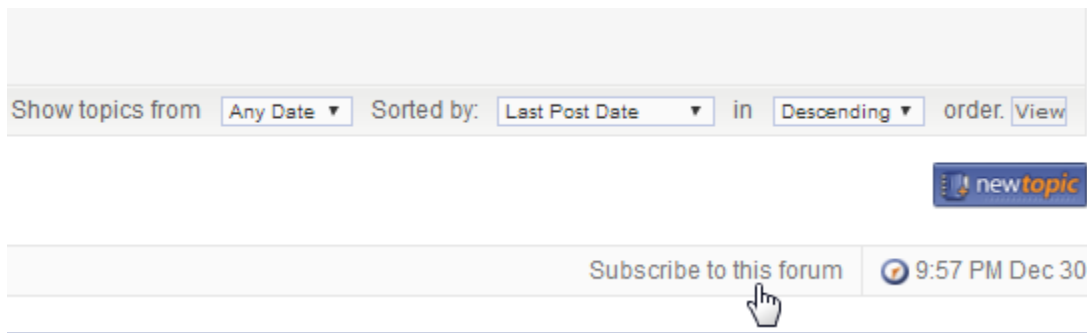 Show topics from Any Date Sorted by: Last Post Date in Descending order. View
newtopic
Subscribe to this forum 9:57 PM Dec 30